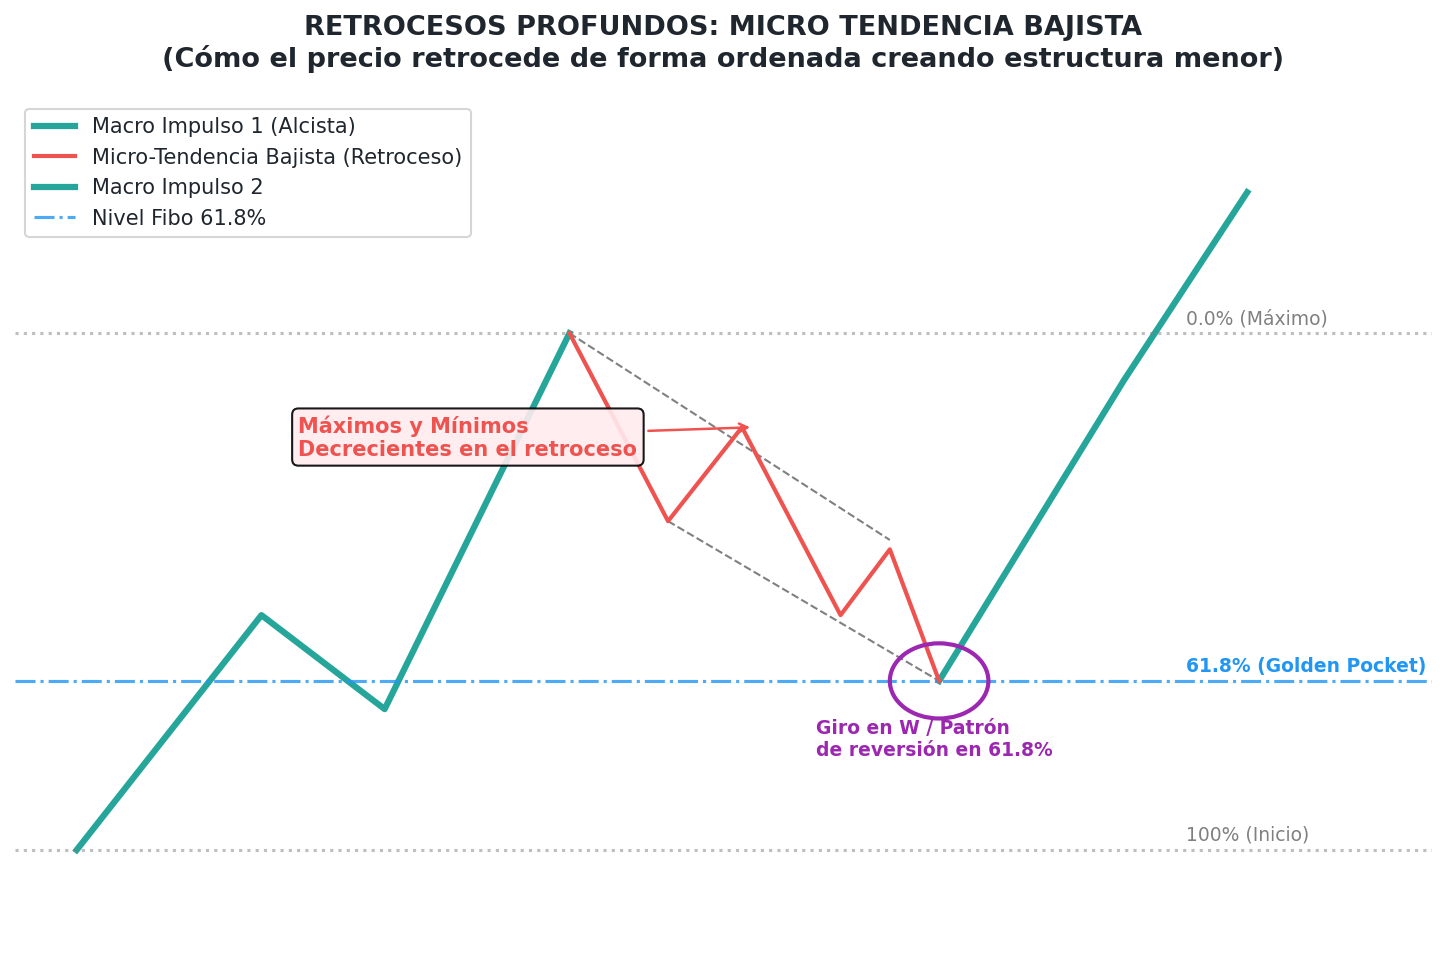 RETROCESOS PROFUNDOS: MICRO TENDENCIA BAJISTA
(Cómo el precio retrocede de forma ordenada creando estructura menor)
Macro Impulso 1 (Alcista)
Micro-Tendencia Bajista (Retroceso)
Macro Impulso 2
Nivel Fibo 61.8%
0.0% (Máximo)
Máximos y Mínimos
Decrecientes en el retroceso
61.8% (Golden Pocket)
Giro en W / Patrón
de reversión en 61.8%
100% (Inicio)